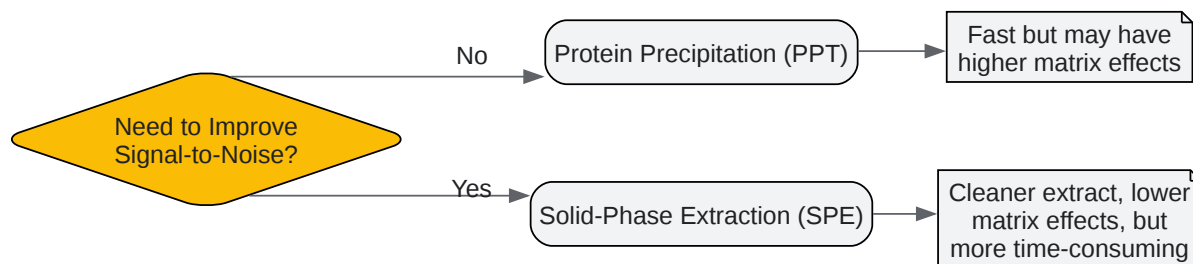 No
Protein Precipitation (PPT)
Fast but may have
higher matrix effects
Need to Improve
Signal-to-Noise?
Yes
Solid-Phase Extraction (SPE)
Cleaner extract, lower
matrix effects, but
more time-consuming